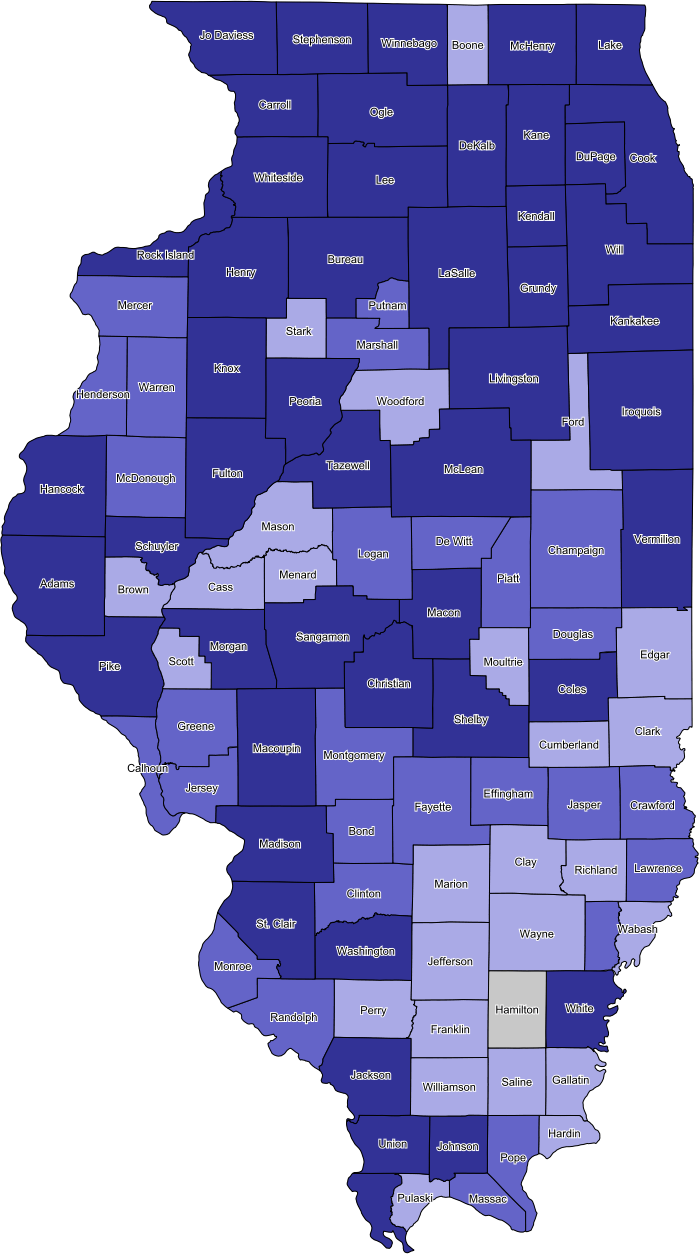 Jo Daviess
Stephenson
Winnebago
Boone
McHenry
Lake
Carroll
Ogle
DeKalb
Kane
DuPage
Cook
Whiteside
Lee
Kendall
Rock Island
Henry
Bureau
LaSalle
Will
Grundy
Mercer
Putnam
Kankakee
Stark
Marshall
Knox
Livingston
Henderson
Warren
Peoria
Woodford
Iroquois
Ford
Hancock
McDonough
Fulton
Tazewell
McLean
Mason
Schuyler
Logan
De Witt
Champaign
Vermilion
Adams
Brown
Cass
Menard
Piatt
Macon
Sangamon
Douglas
Pike
Scott
Morgan
Moultrie
Edgar
Christian
Coles
Shelby
Greene
Macoupin
Clark
Cumberland
Montgomery
Calhoun
Jersey
Effingham
Fayette
Jasper
Crawford
Bond
Madison
Clay
Richland
Lawrence
Marion
Clinton
St. Clair
Wayne
Wabash
Washington
Jefferson
Monroe
Hamilton
White
Perry
Randolph
Franklin
Jackson
Williamson
Saline
Gallatin
Hardin
Union
Johnson
Pope
Pulaski
Massac